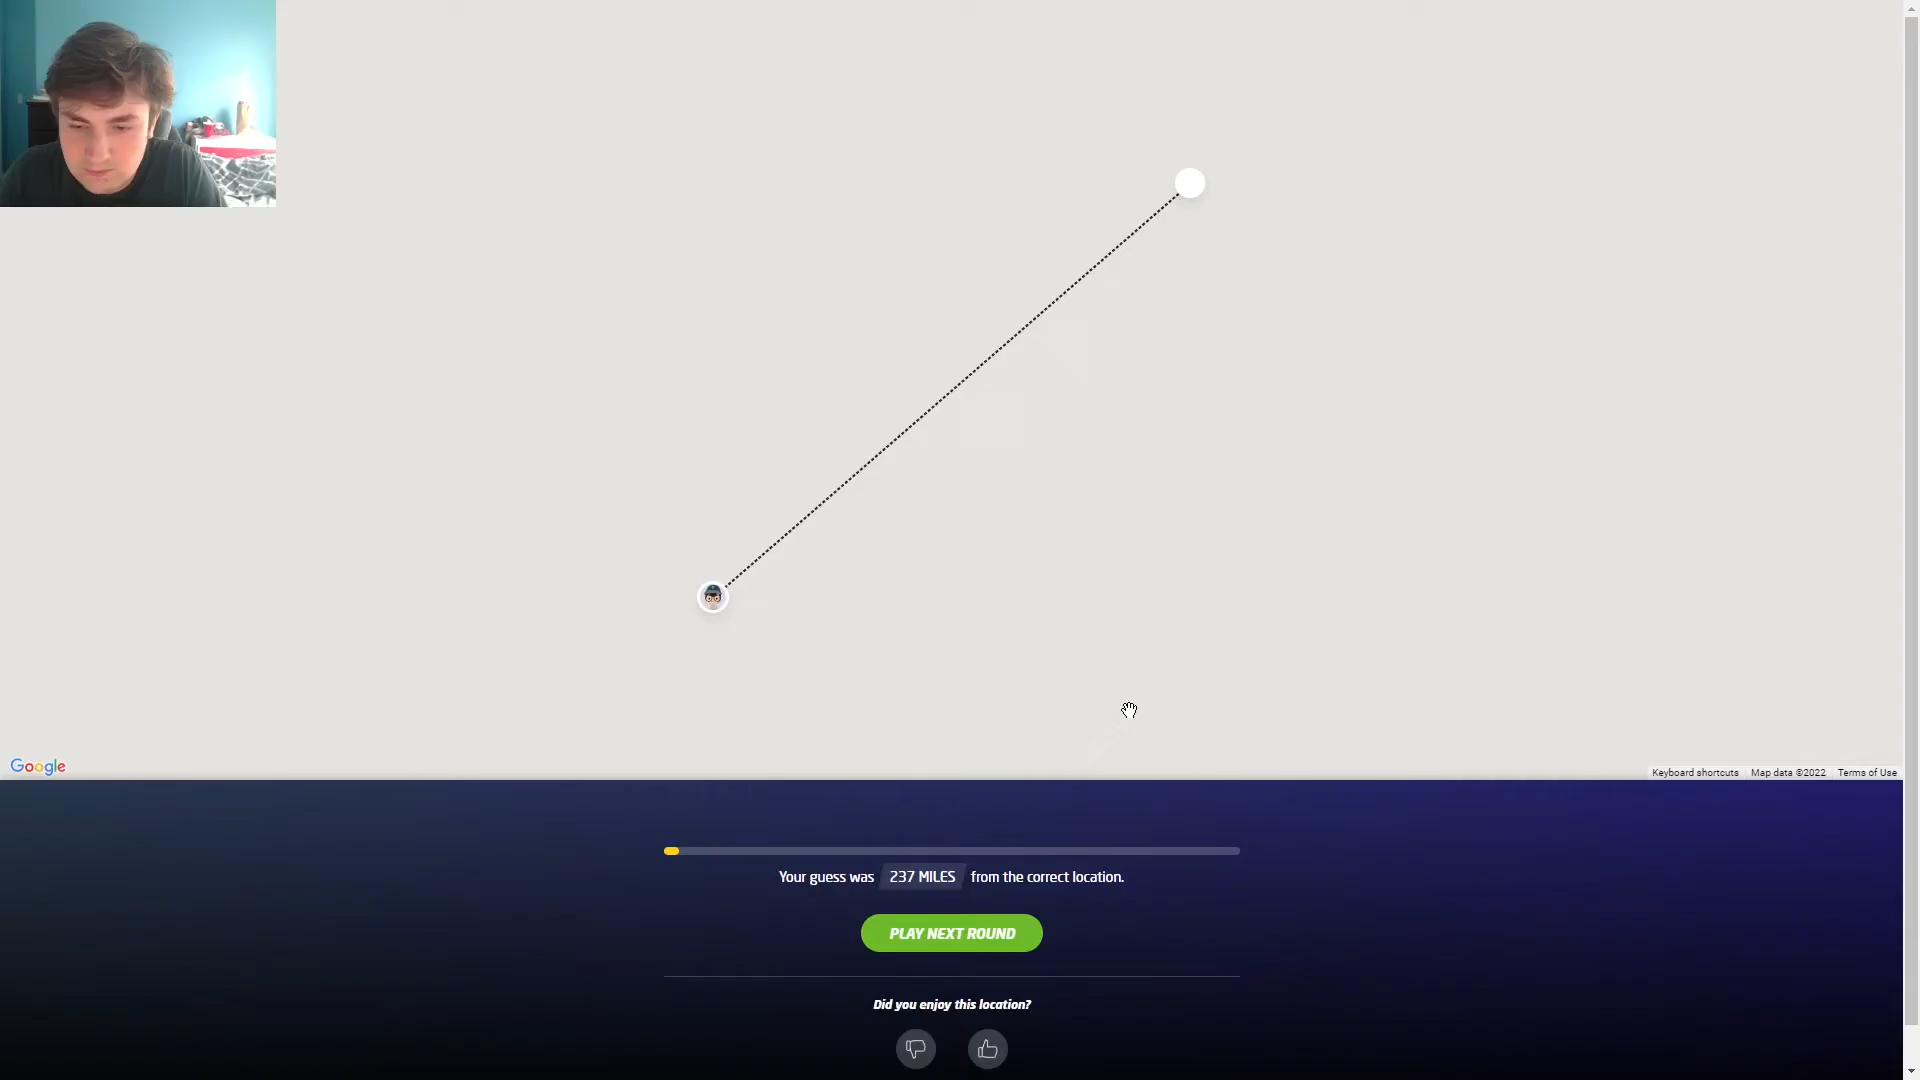 Google
Keyboard shortcuts
Map data ©2022
Terms of Use
Your guess was 237 MILES from the correct location.
PLAY NEXT ROUND
Did you enjoy this location?